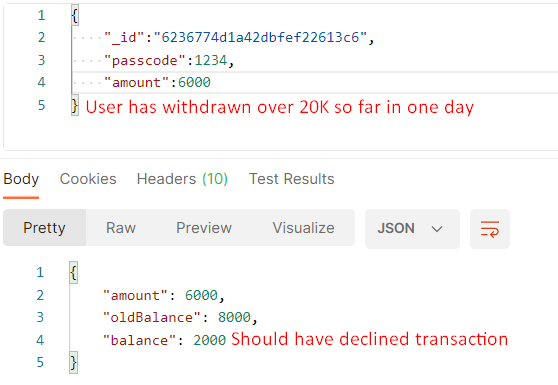 1 {
2 "_id":"6236774d1a42dbfef22613c6",
3 "passcode":1234,
4 "amount":6000
5 } User has withdrawn over 20K so far in one day
Body Cookies Headers (10) Test Results
Pretty Raw Preview Visualize JSON
1 {
2 "amount": 6000,
3 "oldBalance": 8000,
4 "balance": 2000 Should have declined transaction
5 }